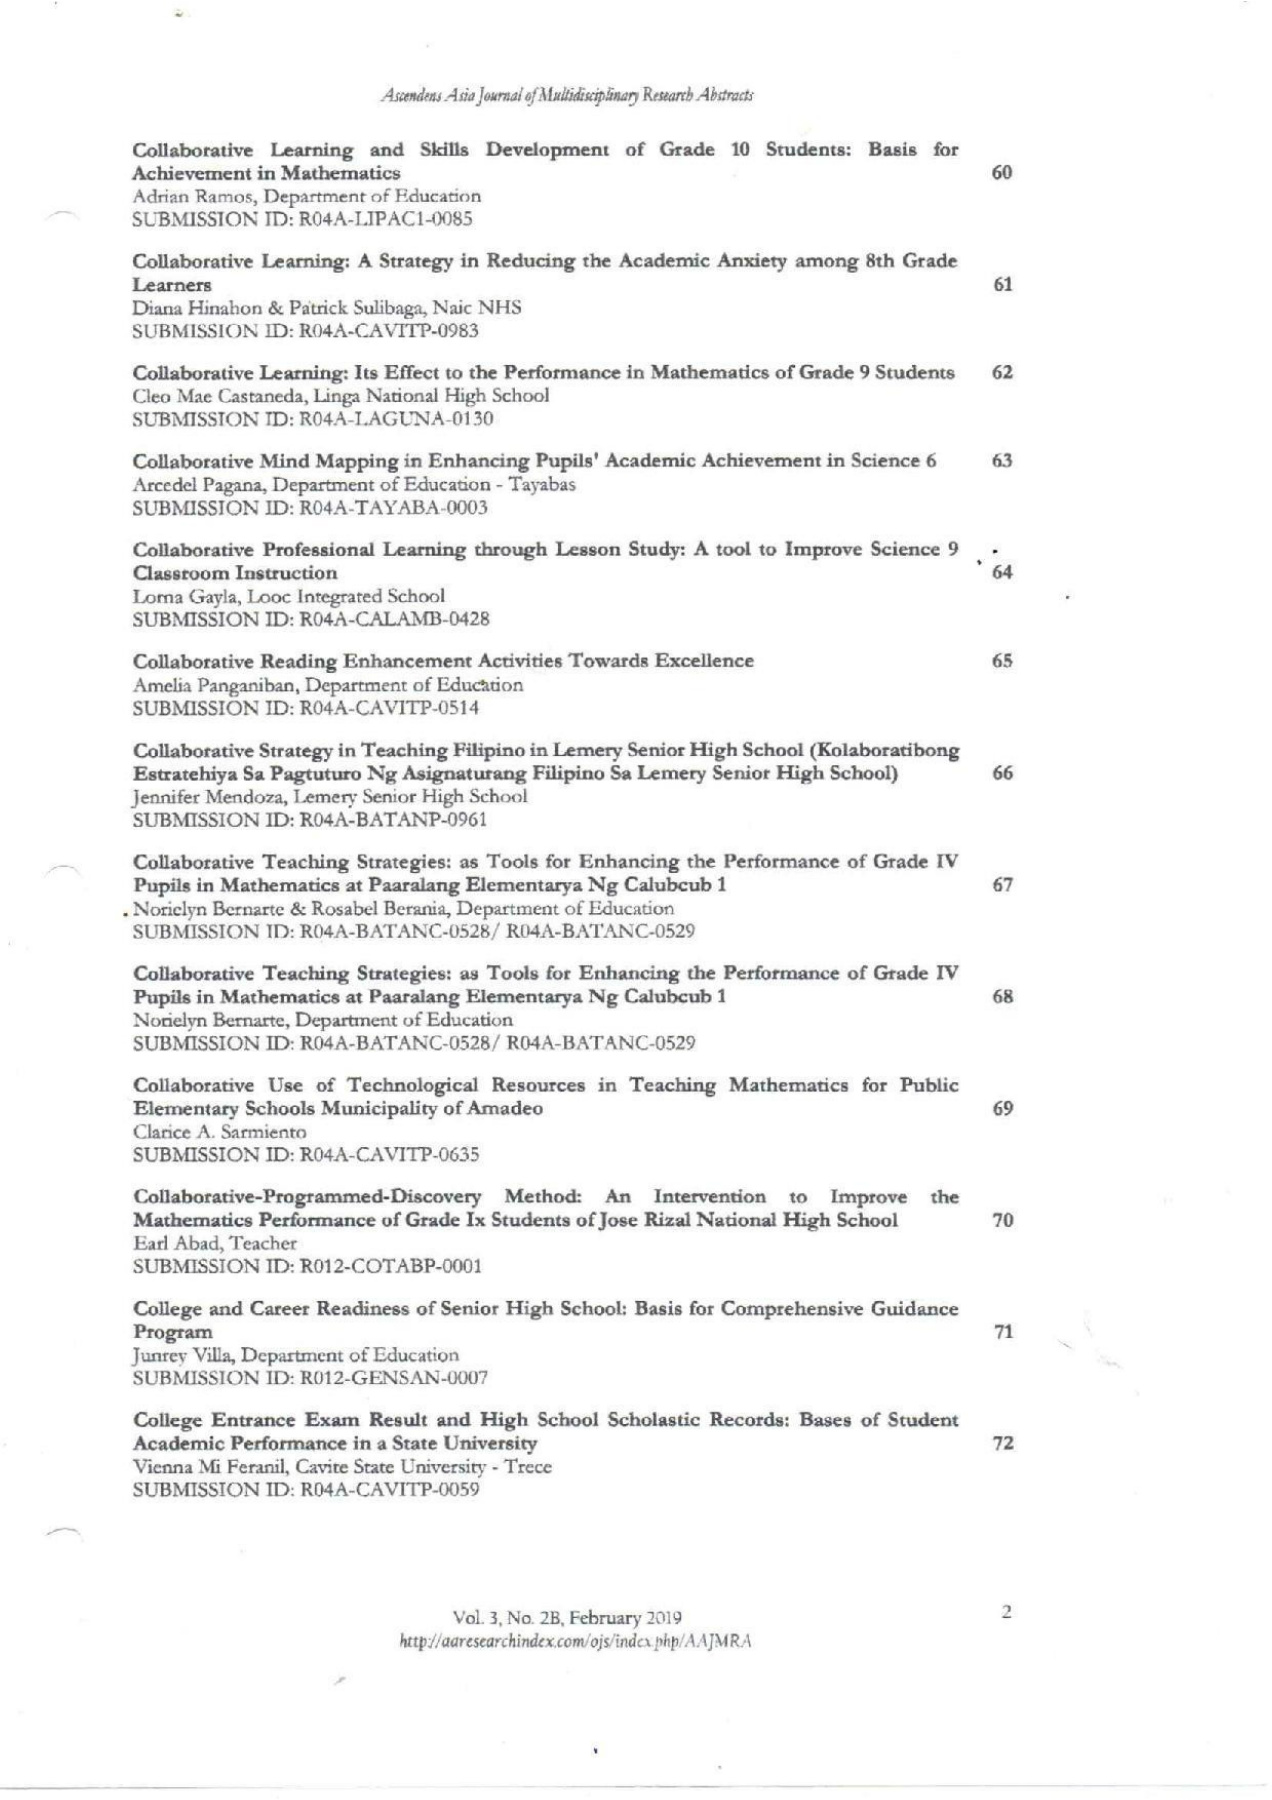 Ascendens Asia Journal of Multidisciplinary Research Abstracts
Collaborative Learning and Skills Development of Grade 10 Students: Basis for
Achievement in Mathematics 60
Adrian Ramos, Department of Education
SUBMISSION ID: R04A-LIPAC1-0085
Collaborative Learning: A Strategy in Reducing the Academic Anxiety among 8th Grade
Learners 61
Diana Hinahon & Patrick Sulibaga, Naic NHS
SUBMISSION ID: R04A-CAVITP-0983
Collaborative Learning: Its Effect to the Performance in Mathematics of Grade 9 Students 62
Cleo Mae Castaneda, Linga National High School
SUBMISSION ID: R04A-LAGUNA-0130
Collaborative Mind Mapping in Enhancing Pupils' Academic Achievement in Science 6 63
Arcedel Pagana, Department of Education - Tayabas
SUBMISSION ID: R04A-TAYABA-0003
Collaborative Professional Learning through Lesson Study: A tool to Improve Science 9
Classroom Instruction 64
Lorna Gayla, Looc Integrated School
SUBMISSION ID: R04A-CALAMB-0428
Collaborative Reading Enhancement Activities Towards Excellence 65
Amelia Panganiban, Department of Education
SUBMISSION ID: R04A-CAVITP-0514
Collaborative Strategy in Teaching Filipino in Lemery Senior High School (Kolaboratibong
Estratehiya Sa Pagtuturo Ng Asignaturang Filipino Sa Lemery Senior High School) 66
Jennifer Mendoza, Lemery Senior High School
SUBMISSION ID: R04A-BATANP-0961
Collaborative Teaching Strategies: as Tools for Enhancing the Performance of Grade IV
Pupils in Mathematics at Paaralang Elementarya Ng Calubcub 1 67
Norielyn Bernarte & Rosabel Berania, Department of Education
SUBMISSION ID: R04A-BATANC-0528/ R04A-BATANC-0529
Collaborative Teaching Strategies: as Tools for Enhancing the Performance of Grade IV
Pupils in Mathematics at Paaralang Elementarya Ng Calubcub 1 68
Norielyn Bernarte, Department of Education
SUBMISSION ID: R04A-BATANC-0528/ R04A-BATANC-0529
Collaborative Use of Technological Resources in Teaching Mathematics for Public
Elementary Schools Municipality of Amadeo 69
Clarice A. Sarmiento
SUBMISSION ID: R04A-CAVITP-0635
Collaborative-Programmed-Discovery Method: An Intervention to Improve the
Mathematics Performance of Grade Ix Students of Jose Rizal National High School 70
Earl Abad, Teacher
SUBMISSION ID: R012-COTABP-0001
College and Career Readiness of Senior High School: Basis for Comprehensive Guidance
Program 71
Junrey Villa, Department of Education
SUBMISSION ID: R012-GENSAN-0007
College Entrance Exam Result and High School Scholastic Records: Bases of Student
Academic Performance in a State University 72
Vienna Mi Feranil, Cavite State University - Trece
SUBMISSION ID: R04A-CAVITP-0059
Vol. 3, No. 2B, February 2019 2
http://aaresearchindex.com/ojs/index.php/AAJMRA